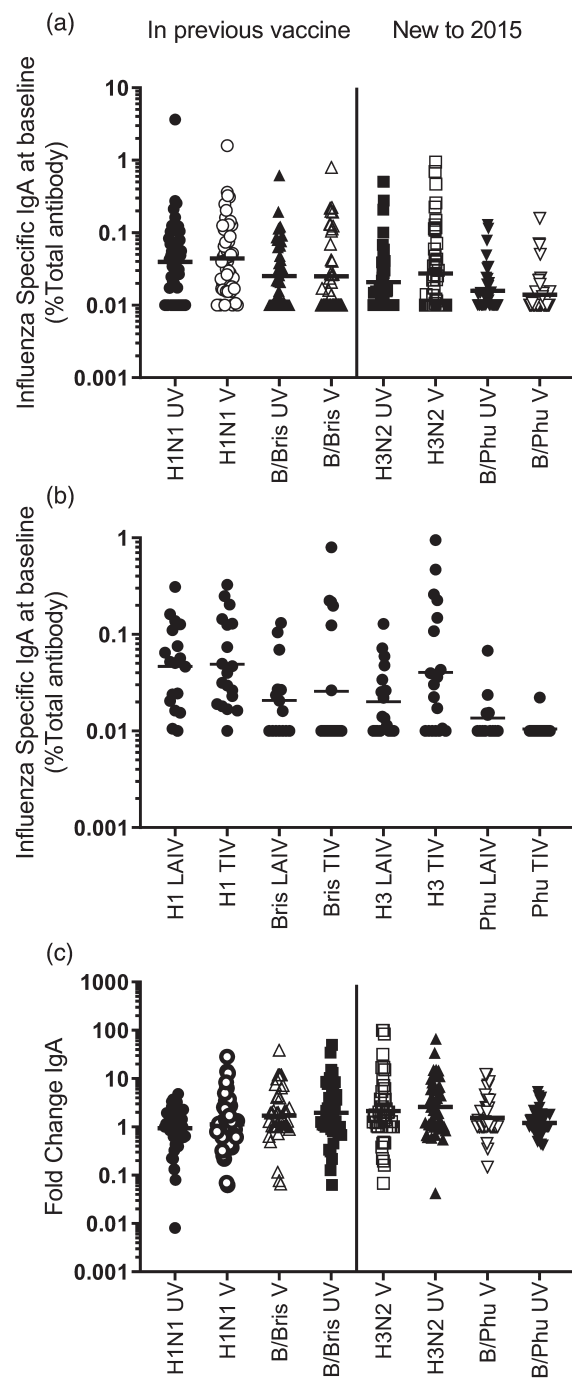 (a)
In previous vaccine
New to 2015
Influenza Specific IgA at baseline
(%Total antibody)
10
1
0.1
0.01
0.001
H1N1 UV
H1N1 V
B/Bris UV
B/Bris V
H3N2 UV
H3N2 V
B/Phu UV
B/Phu V
(b)
Influenza Specific IgA at baseline
(%Total antibody)
1
0.1
0.01
0.001
H1 LAIV
H1 TIV
Bris LAIV
Bris TIV
H3 LAIV
H3 TIV
Phu LAIV
Phu TIV
(c)
Fold Change IgA
1000
100
10
1
0.1
0.01
0.001
H1N1 UV
H1N1 V
B/Bris V
B/Bris UV
H3N2 V
H3N2 UV
B/Phu V
B/Phu UV